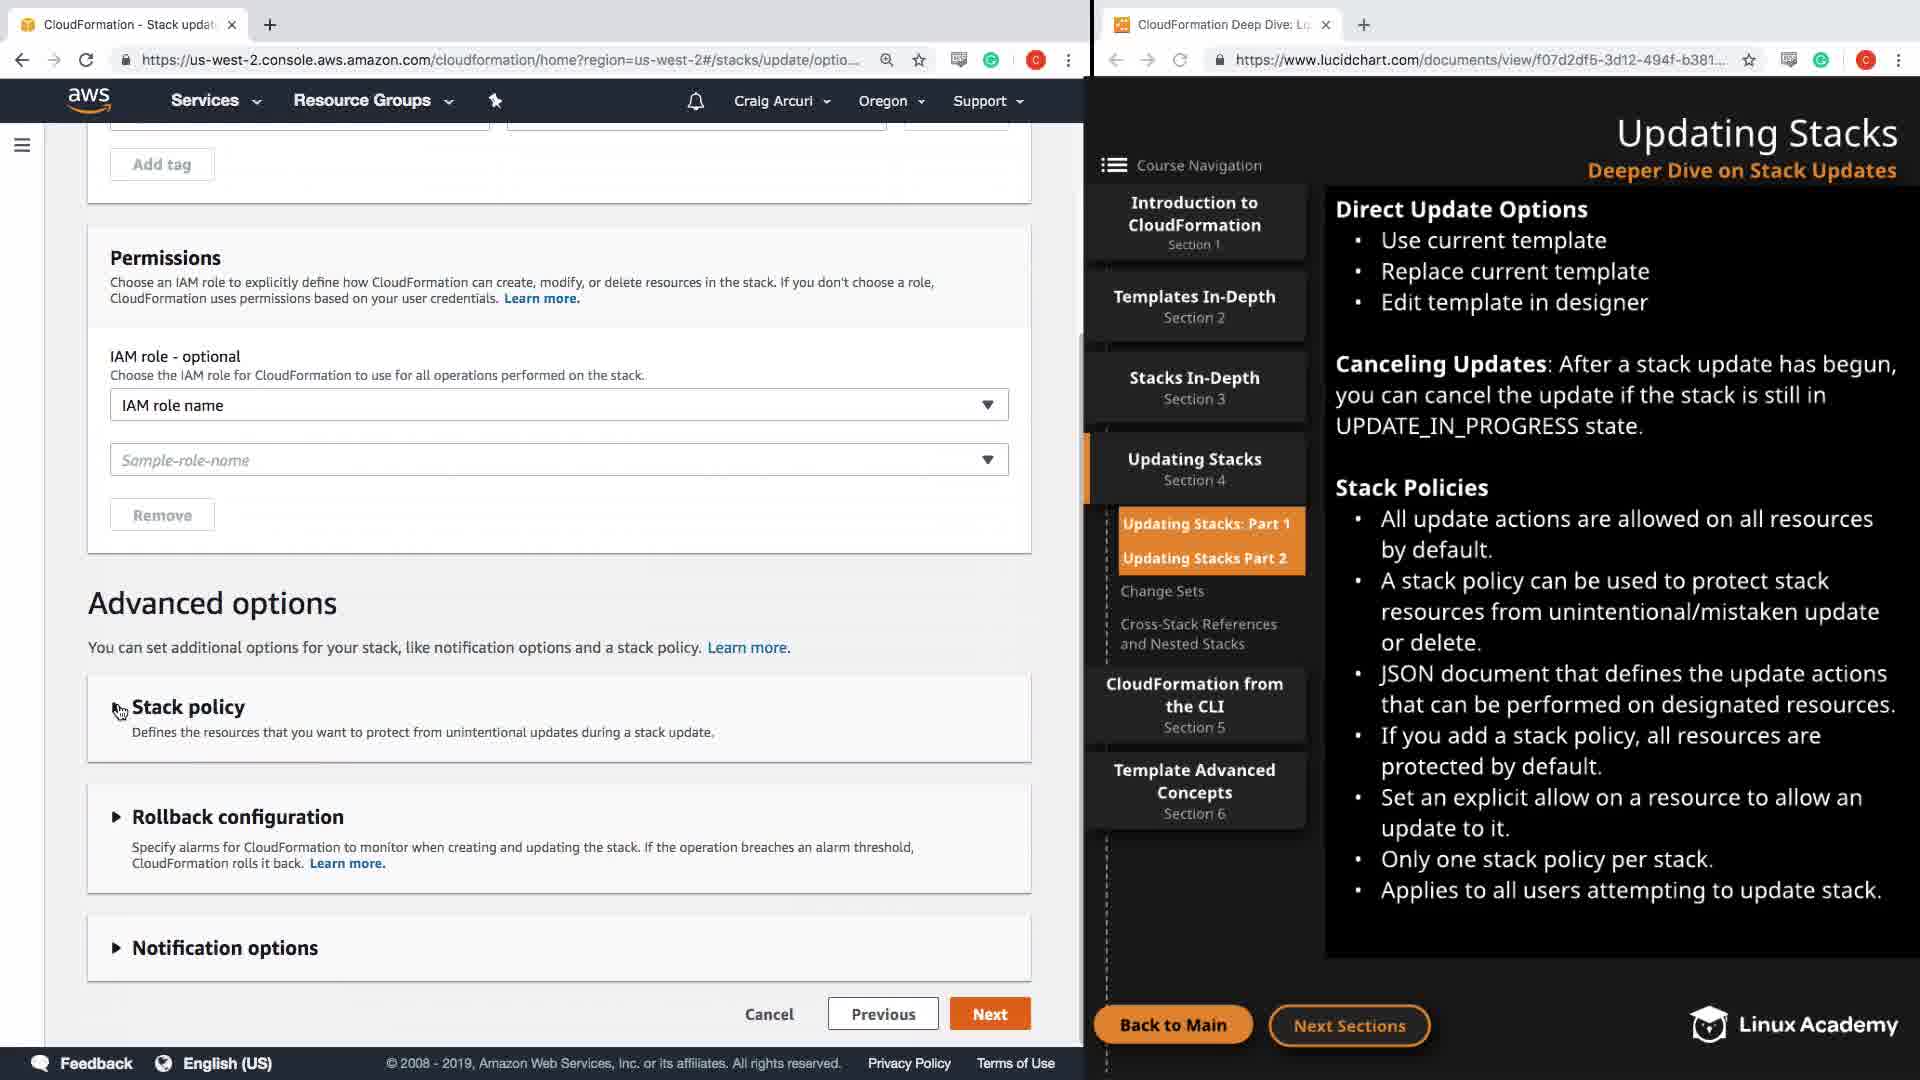 CloudFormation - Stack updat
https://us-west-2.console.aws.amazon.com/cloudformation/home?region=us-west-2#/stacks/update/optio...
C
aws
Services
Resource Groups
Craig Arcuri
Oregon
Support
Add tag
Permissions
Choose an IAM role to explicitly define how CloudFormation can create, modify, or delete resources in the stack. If you don't choose a role,
CloudFormation uses permissions based on your user credentials. Learn more.
IAM role - optional
Choose the IAM role for CloudFormation to use for all operations performed on the stack.
IAM role name
Sample-role-name
Remove
Advanced options
You can set additional options for your stack, like notification options and a stack policy. Learn more.
Stack policy
Defines the resources that you want to protect from unintentional updates during a stack update.
Rollback configuration
Specify alarms for CloudFormation to monitor when creating and updating the stack. If the operation breaches an alarm threshold,
CloudFormation rolls it back. Learn more.
Notification options
Cancel
Previous
Next
Feedback
English (US)
© 2008 - 2019, Amazon Web Services, Inc. or its affiliates. All rights reserved.
Privacy Policy
Terms of Use
CloudFormation Deep Dive: Lu
https://www.lucidchart.com/documents/view/f07d2df5-3d12-494f-b381...
C
Updating Stacks
Deeper Dive on Stack Updates
Course Navigation
Introduction to
CloudFormation
Section 1
Templates In-Depth
Section 2
Stacks In-Depth
Section 3
Updating Stacks
Section 4
Updating Stacks: Part 1
Updating Stacks Part 2
Change Sets
Cross-Stack References
and Nested Stacks
CloudFormation from
the CLI
Section 5
Template Advanced
Concepts
Section 6
Direct Update Options
• Use current template
• Replace current template
• Edit template in designer
Canceling Updates: After a stack update has begun,
you can cancel the update if the stack is still in
UPDATE_IN_PROGRESS state.
Stack Policies
• All update actions are allowed on all resources
by default.
• A stack policy can be used to protect stack
resources from unintentional/mistaken update
or delete.
• JSON document that defines the update actions
that can be performed on designated resources.
• If you add a stack policy, all resources are
protected by default.
• Set an explicit allow on a resource to allow an
update to it.
• Only one stack policy per stack.
• Applies to all users attempting to update stack.
Back to Main
Next Sections
Linux Academy